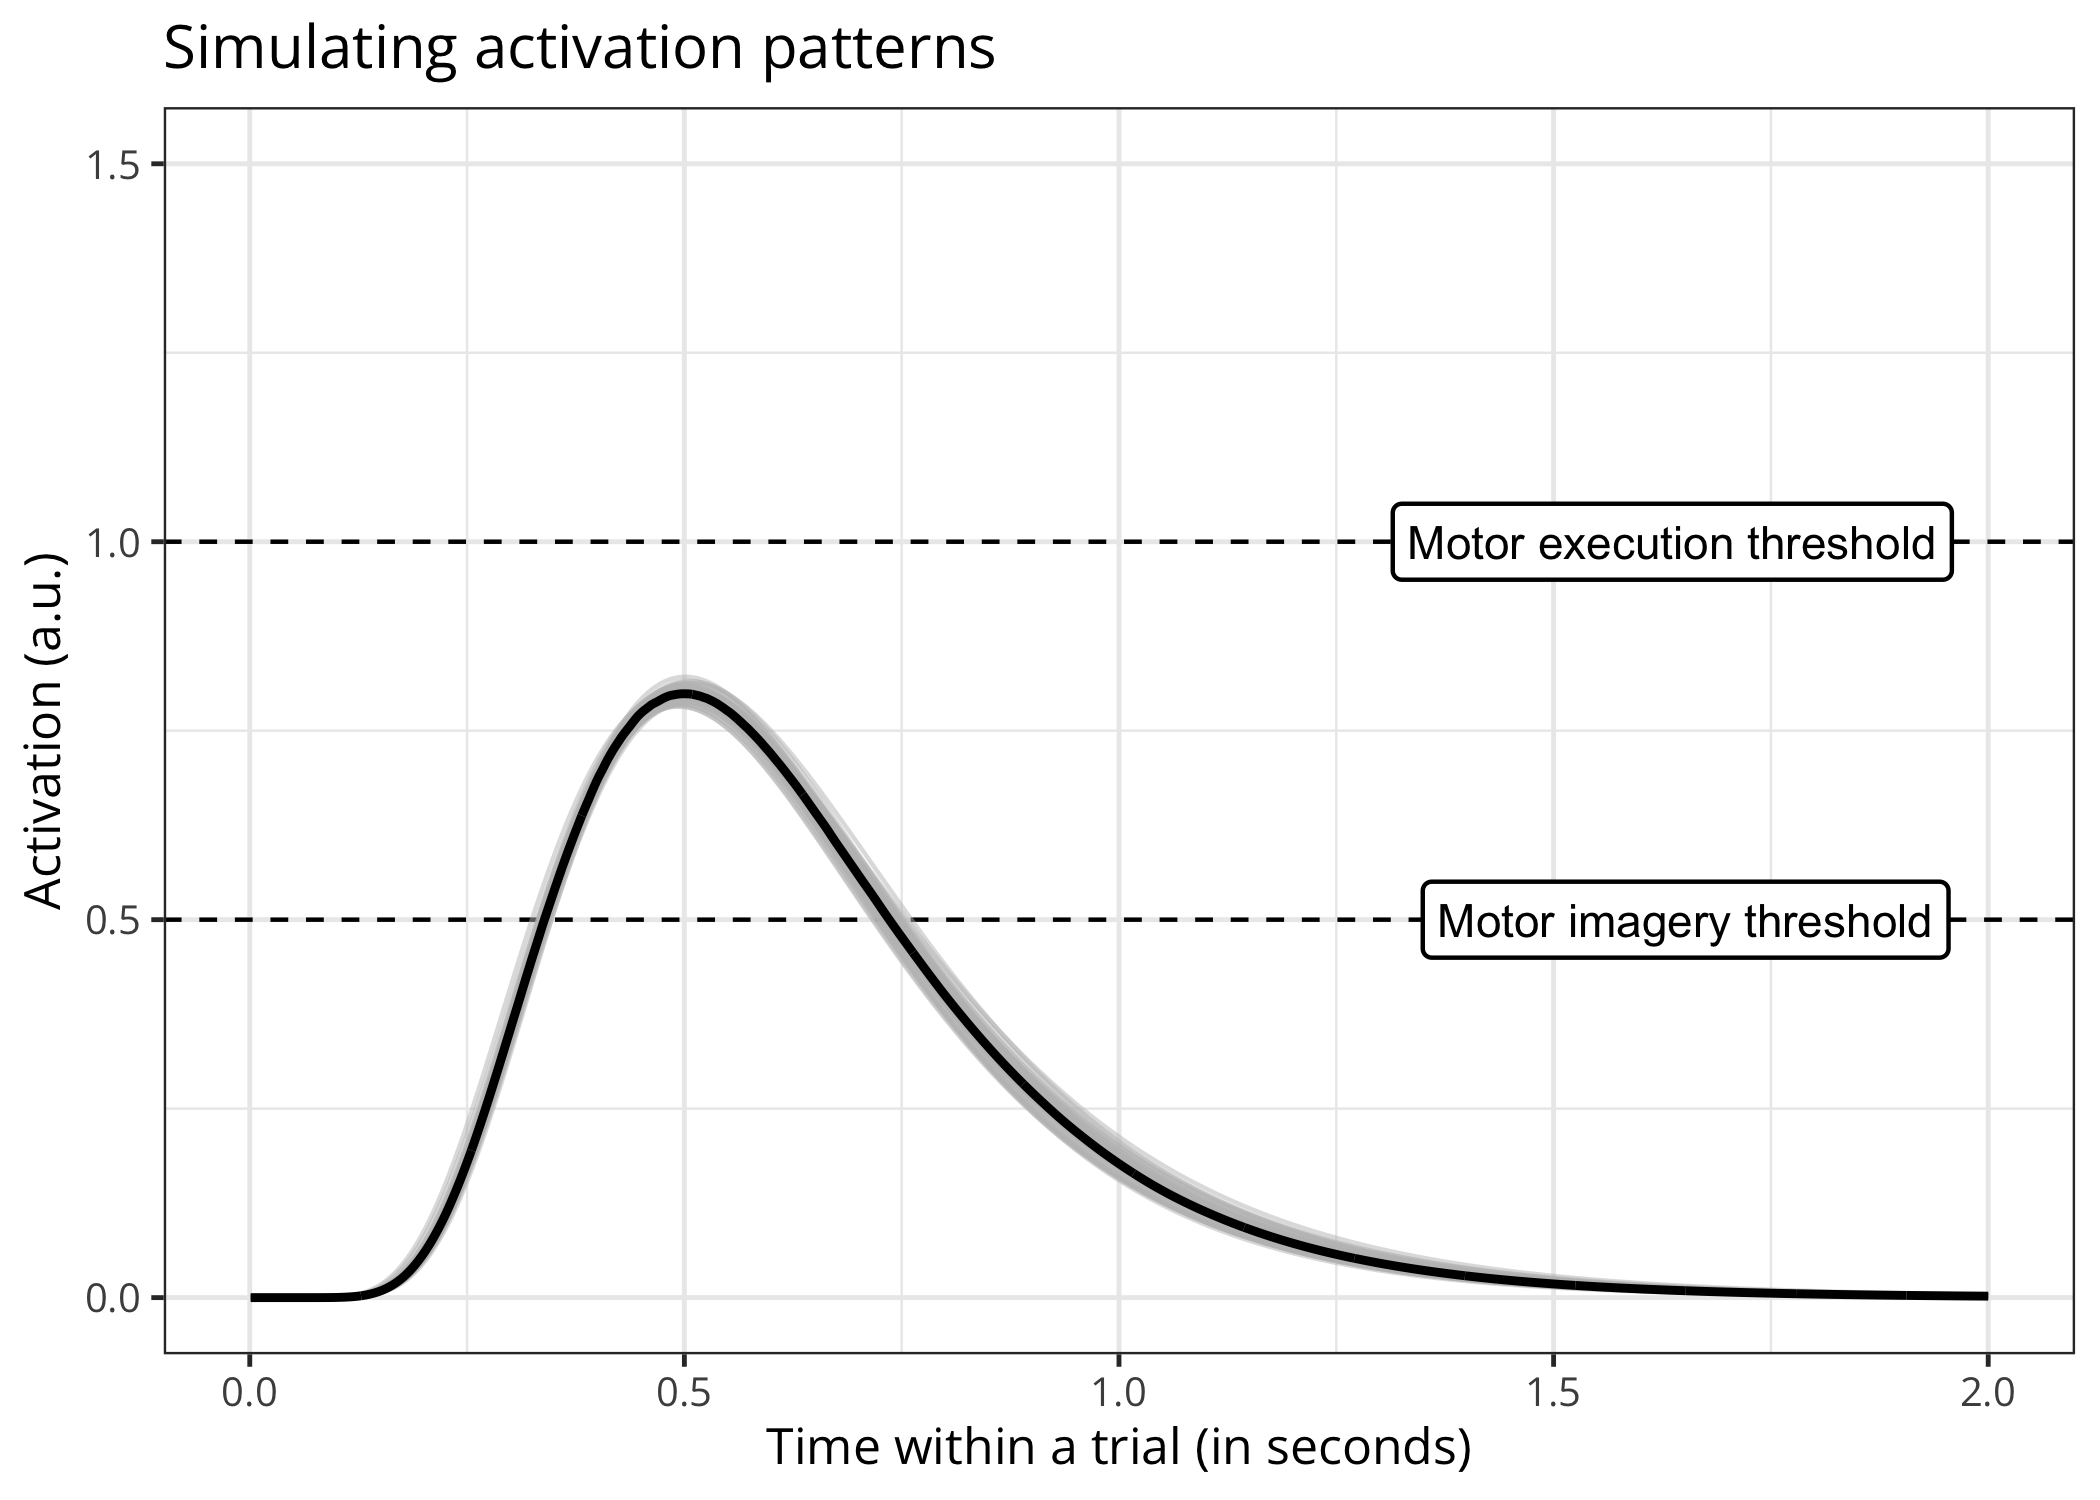 Simulating activation patterns
1.5
1.0
0.5
0.0
Activation (a.u.)
Motor execution threshold
Motor imagery threshold
0.0 0.5 1.0 1.5 2.0
Time within a trial (in seconds)